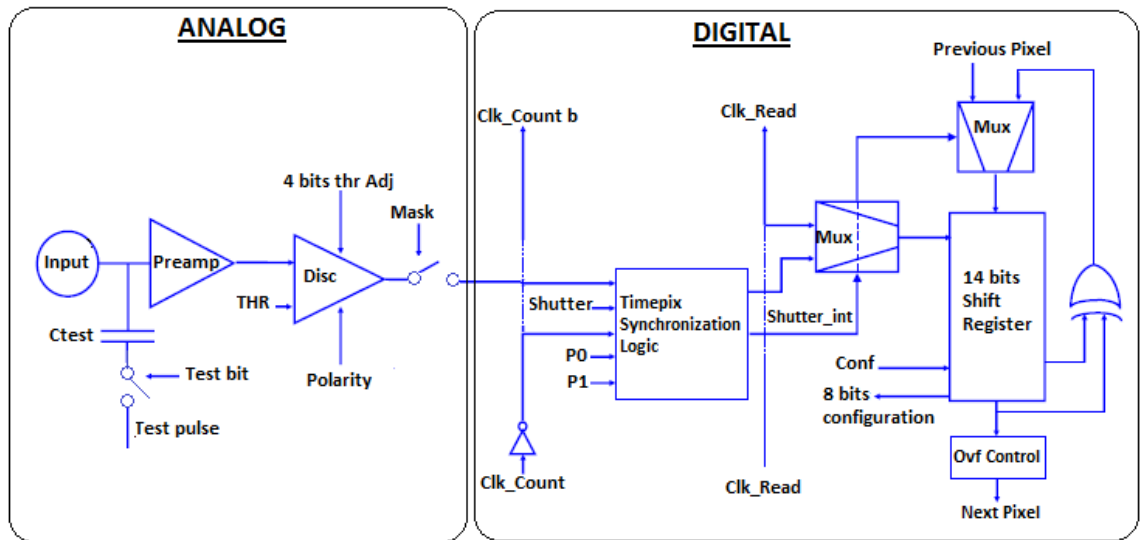 ANALOG
Input
Preamp
Ctest
Test bit
Test pulse
4 bits thr Adj
Disc
THR
Polarity
Mask
DIGITAL
Clk_Count b
Shutter
P0
P1
Clk_Count
Timepix
Synchronization
Logic
Clk_Read
Mux
Shutter_int
Clk_Read
Previous Pixel
Mux
14 bits
Shift
Register
Conf
8 bits
configuration
Ovf Control
Next Pixel